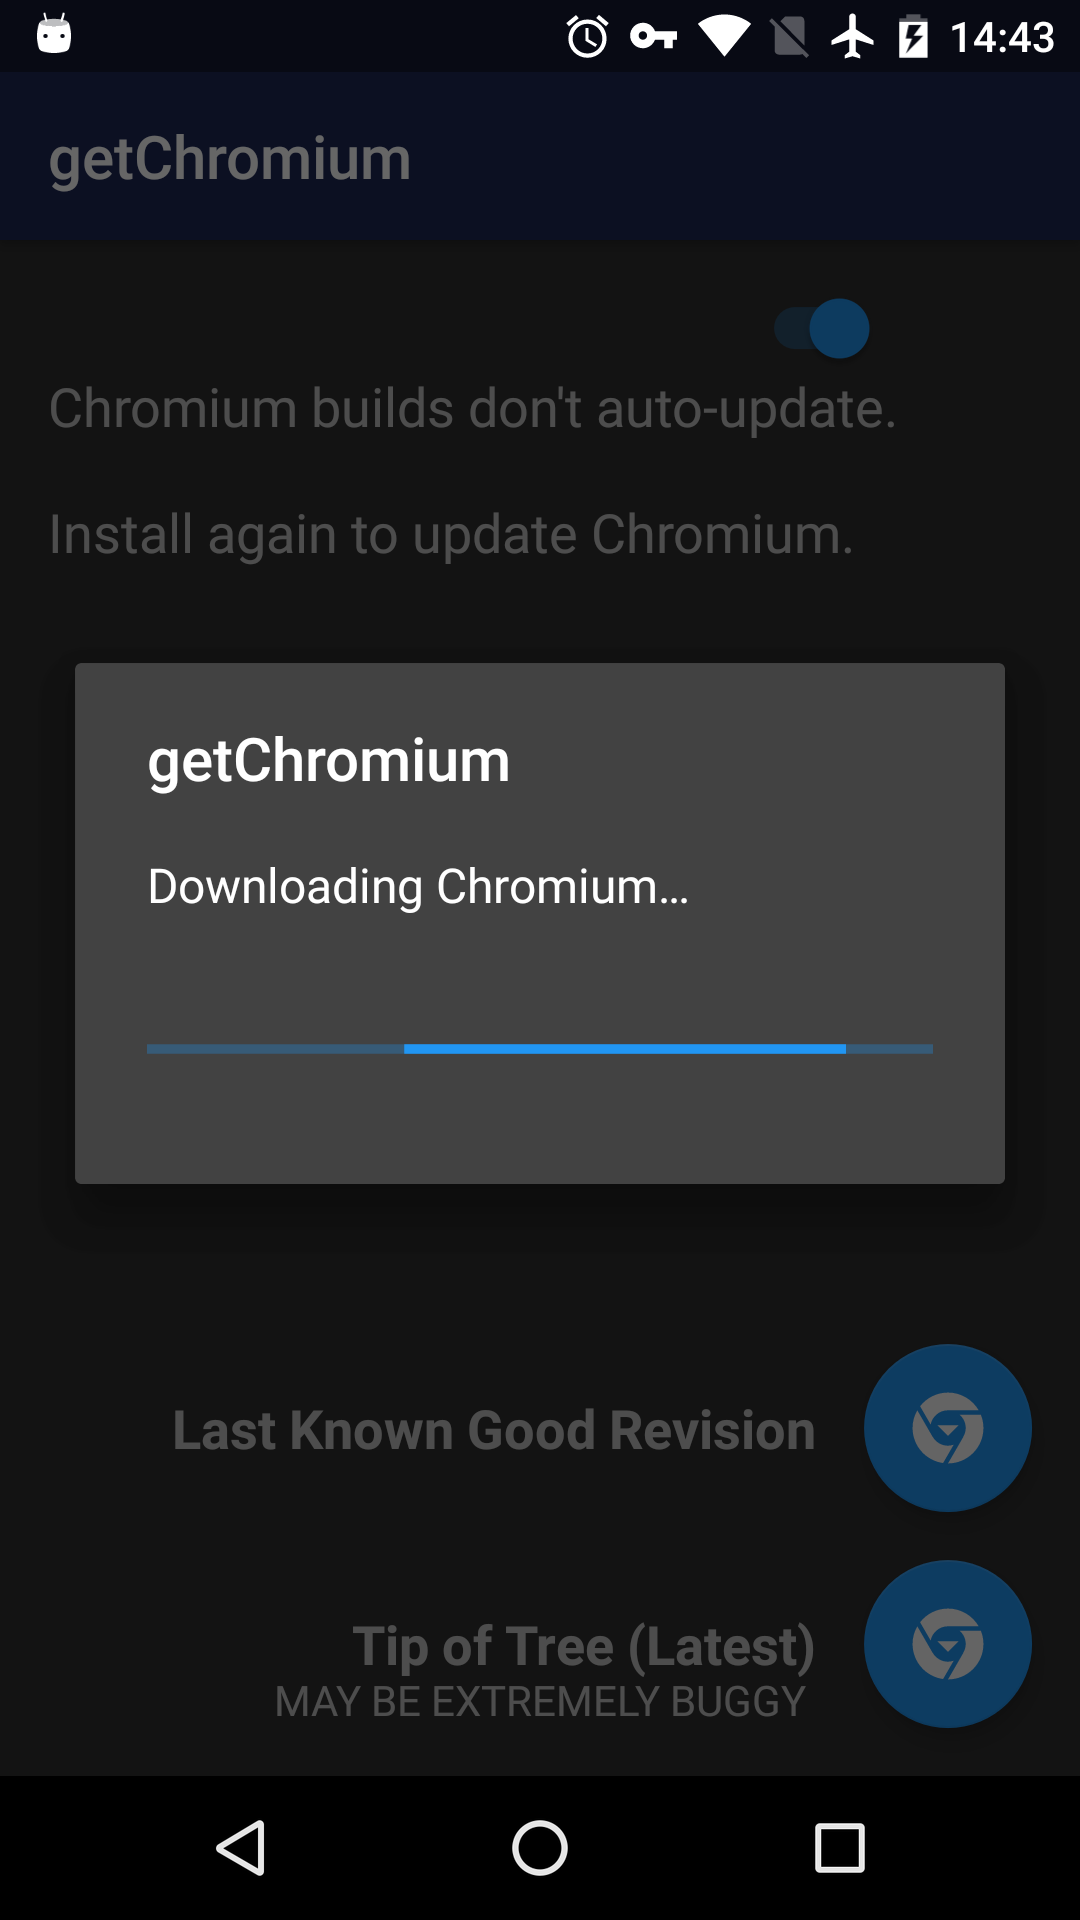 14:43
getChromium
Chromium builds don't auto-update.
Install again to update Chromium.
getChromium
Downloading Chromium...
Last Known Good Revision
Tip of Tree (Latest)
MAY BE EXTREMELY BUGGY